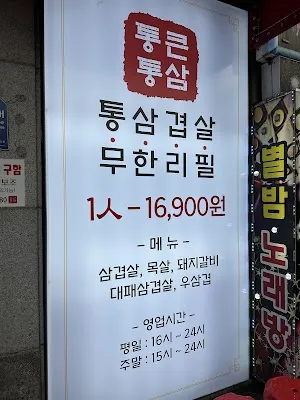 통큰
통삼
통삼겹살
무한리필
1人 - 16,900원
- 메뉴 -
삼겹살, 목살, 돼지갈비
대패삼겹살, 우삼겹
- 영업시간 -
평일 : 16시 ~ 24시
주말 : 15시 ~ 24시
별밤 노래방
구함